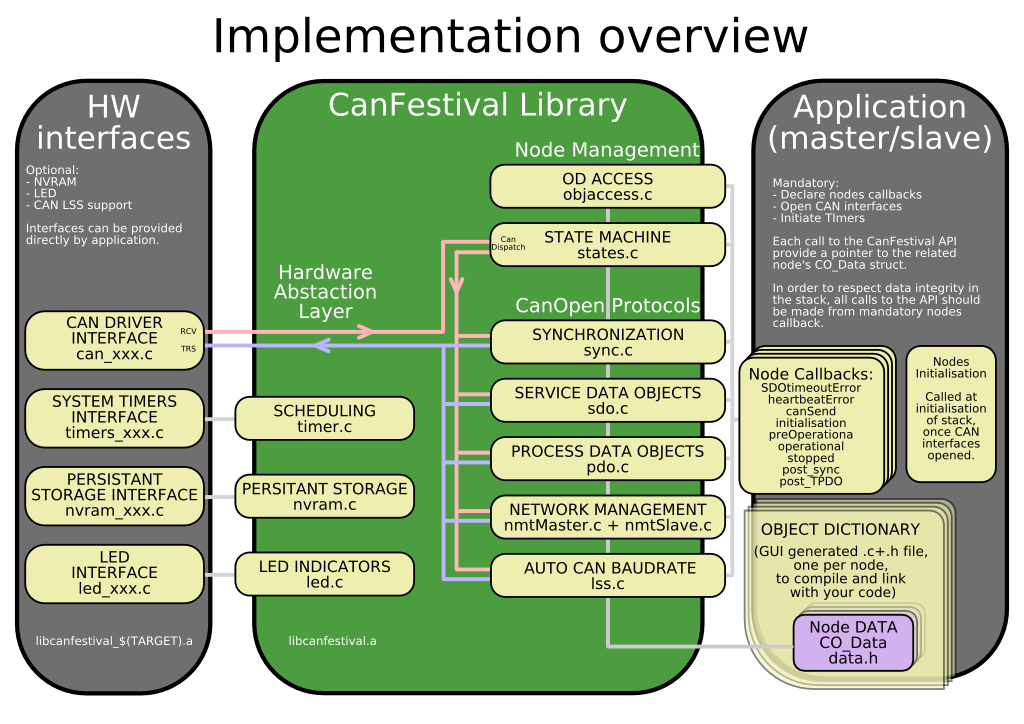 Implementation overview
HW
interfaces
Optional:
- NVRAM
- LED
- CAN LSS support
Interfaces can be provided
directly by application.
CAN DRIVER
INTERFACE
can_xxx.c
RCV
TRS
SYSTEM TIMERS
INTERFACE
timers_xxx.c
PERSISTANT
STORAGE INTERFACE
nvram_xxx.c
LED
INTERFACE
led_xxx.c
libcanfestival_$(TARGET).a
CanFestival Library
Hardware
Abstaction
Layer
SCHEDULING
timer.c
PERSITANT STORAGE
nvram.c
LED INDICATORS
led.c
libcanfestival.a
Node Management
OD ACCESS
objaccess.c
Can
Dispatch
STATE MACHINE
states.c
CanOpen Protocols
SYNCHRONIZATION
sync.c
SERVICE DATA OBJECTS
sdo.c
PROCESS DATA OBJECTS
pdo.c
NETWORK MANAGEMENT
nmtMaster.c + nmtSlave.c
AUTO CAN BAUDRATE
lss.c
Application
(master/slave)
Mandatory:
- Declare nodes callbacks
- Open CAN interfaces
- Initiate TImers
Each call to the CanFestival API
provide a pointer to the related
node's CO_Data struct.
In order to respect data integrity in
the stack, all calls to the API should
be made from mandatory nodes
callback.
Node Callbacks:
SDOtimeoutError
heartbeatError
canSend
initialisation
preOperationa
operational
stopped
post_sync
post_TPDO
Nodes
Initialisation
Called at
initialisation
of stack,
once CAN
interfaces
opened.
OBJECT DICTIONARY
(GUI generated .c+.h file,
one per node,
to compile and link
with your code)
Node DATA
CO_Data
data.h